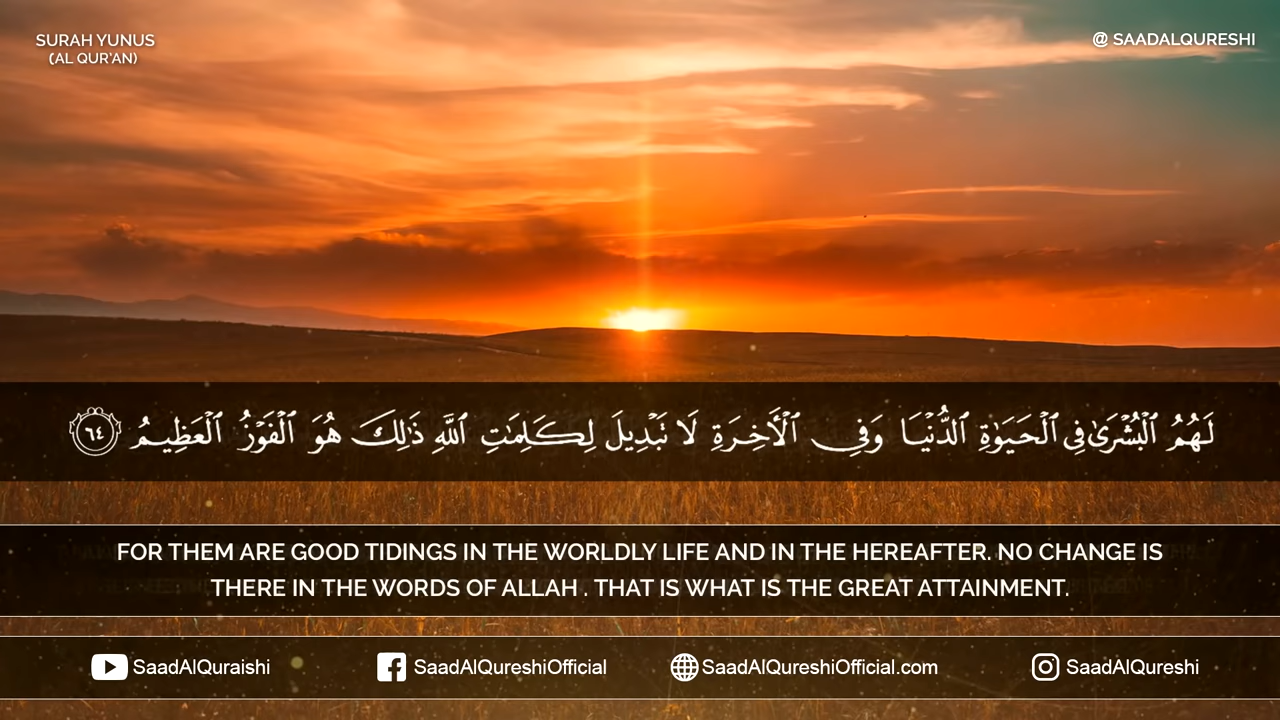 SURAH YUNUS
(AL QUR'AN)
@ SAADALQURESHI
لَهُمُ ٱلْبُشْرَىٰ فِى ٱلْحَيَوٰةِ ٱلدُّنْيَا وَفِى ٱلْـَٔاخِرَةِ لَا تَبْدِيلَ لِكَلِمَـٰتِ ٱللَّهِ ذَٰلِكَ هُوَ ٱلْفَوْزُ ٱلْعَظِيمُ ٦٤
FOR THEM ARE GOOD TIDINGS IN THE WORLDLY LIFE AND IN THE HEREAFTER. NO CHANGE IS
THERE IN THE WORDS OF ALLAH . THAT IS WHAT IS THE GREAT ATTAINMENT.
SaadAlQuraishi
SaadAlQureshiOfficial
SaadAlQureshiOfficial.com
SaadAlQureshi